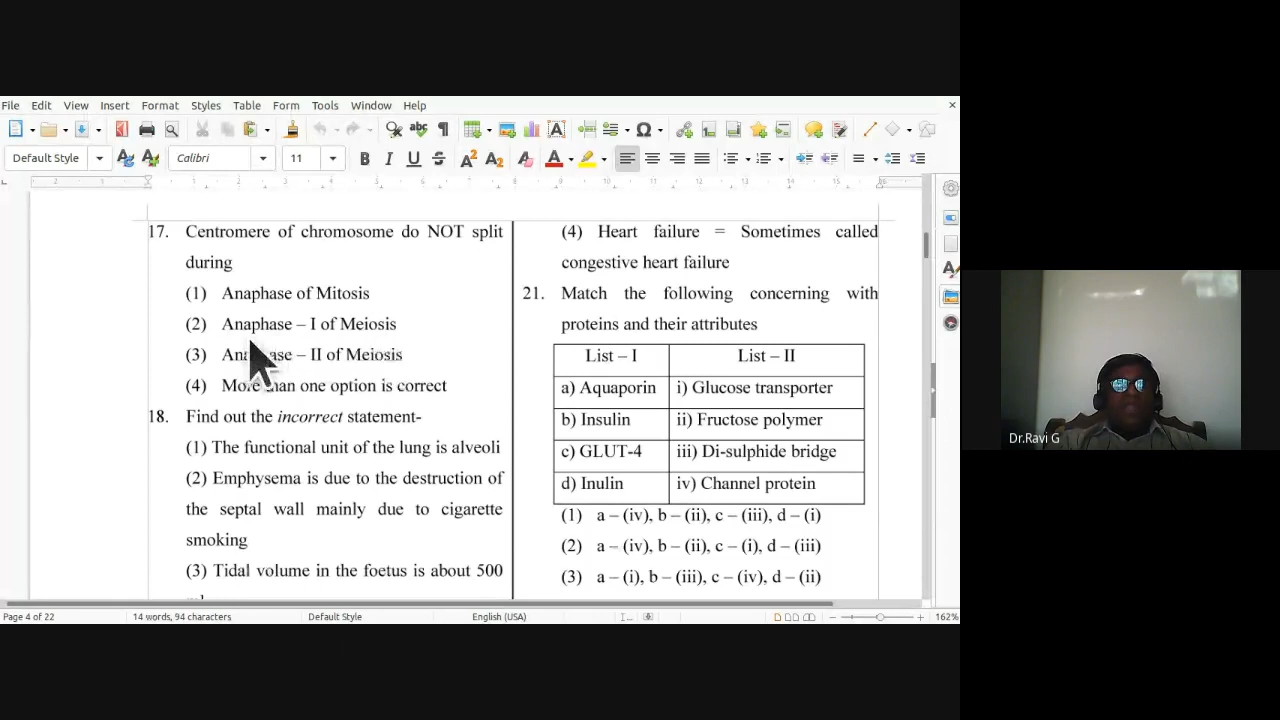 File Edit View Insert Format Styles Table Form Tools Window Help
Default Style Calibri 11
17. Centromere of chromosome do NOT split
during
(1) Anaphase of Mitosis
(2) Anaphase – I of Meiosis
(3) Anaphase – II of Meiosis
(4) More than one option is correct
18. Find out the incorrect statement-
(1) The functional unit of the lung is alveoli
(2) Emphysema is due to the destruction of
the septal wall mainly due to cigarette
smoking
(3) Tidal volume in the foetus is about 500
(4) Heart failure = Sometimes called
congestive heart failure
21. Match the following concerning with
proteins and their attributes
List – I List – II
a) Aquaporin i) Glucose transporter
b) Insulin ii) Fructose polymer
c) GLUT-4 iii) Di-sulphide bridge
d) Inulin iv) Channel protein
(1) a – (iv), b – (ii), c – (iii), d – (i)
(2) a – (iv), b – (ii), c – (i), d – (iii)
(3) a – (i), b – (iii), c – (iv), d – (ii)
Page 4 of 22 14 words, 94 characters Default Style English (USA) 162%
Dr.Ravi G